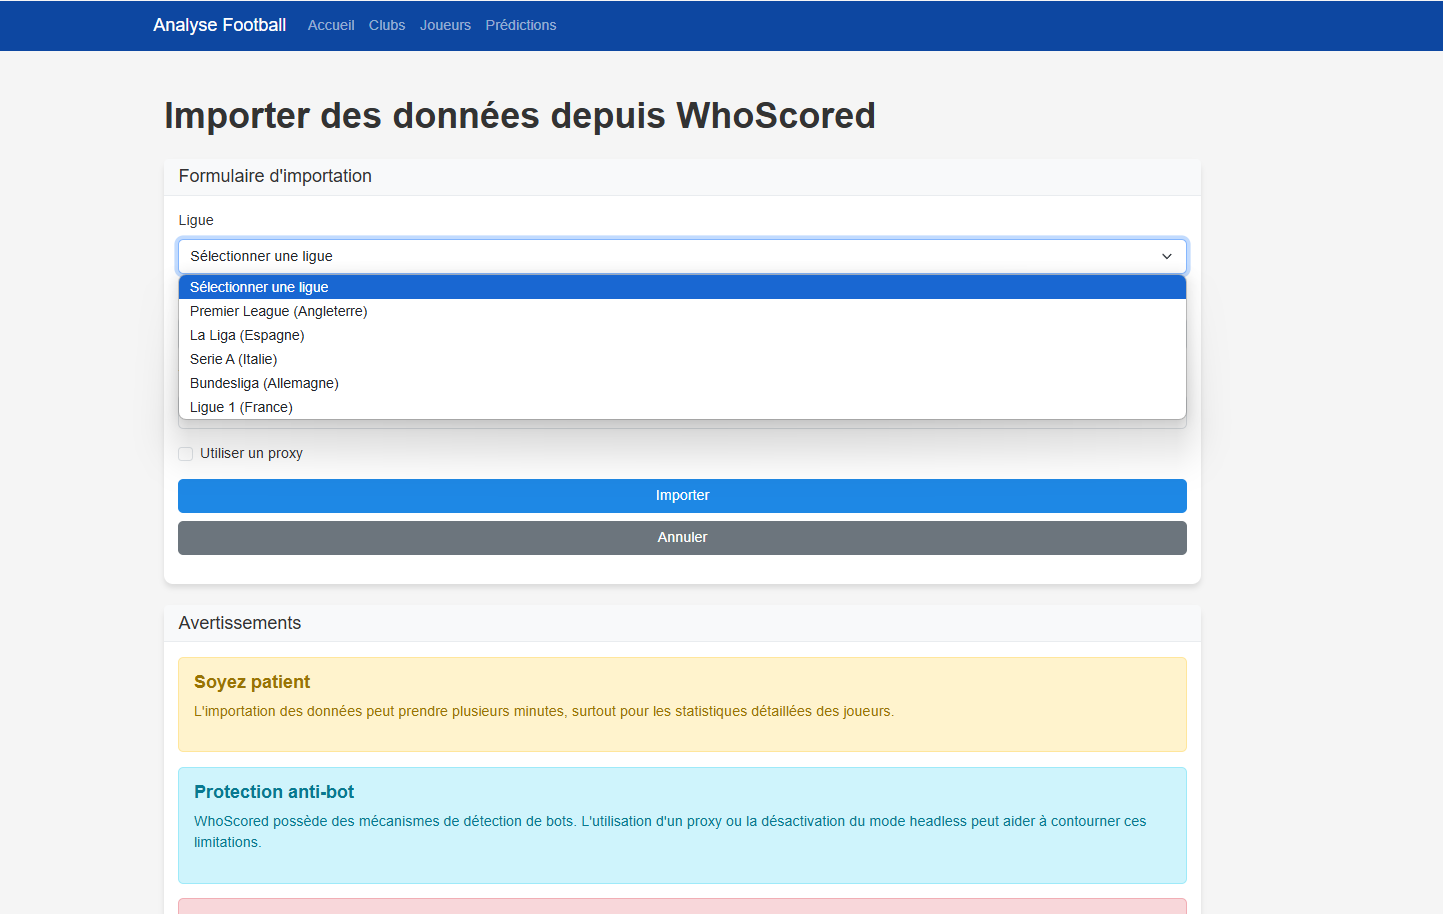 Analyse Football Accueil Clubs Joueurs Prédictions
Importer des données depuis WhoScored
Formulaire d'importation
Ligue
Sélectionner une ligue
Sélectionner une ligue
Premier League (Angleterre)
La Liga (Espagne)
Serie A (Italie)
Bundesliga (Allemagne)
Ligue 1 (France)
Utiliser un proxy
Importer
Annuler
Avertissements
Soyez patient
L'importation des données peut prendre plusieurs minutes, surtout pour les statistiques détaillées des joueurs.
Protection anti-bot
WhoScored possède des mécanismes de détection de bots. L'utilisation d'un proxy ou la désactivation du mode headless peut aider à contourner ces
limitations.